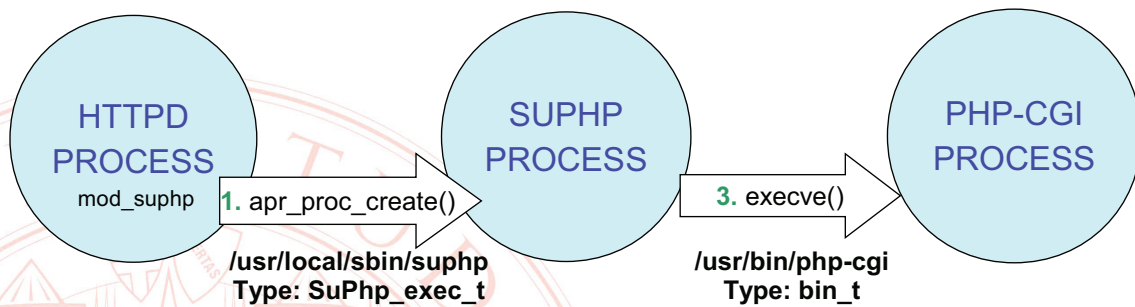 HTTPD
PROCESS
mod_suphp
1. apr_proc_create()
/usr/local/sbin/suphp
Type: SuPhp_exec_t
SUPHP
PROCESS
3. execve()
/usr/bin/php-cgi
Type: bin_t
PHP-CGI
PROCESS